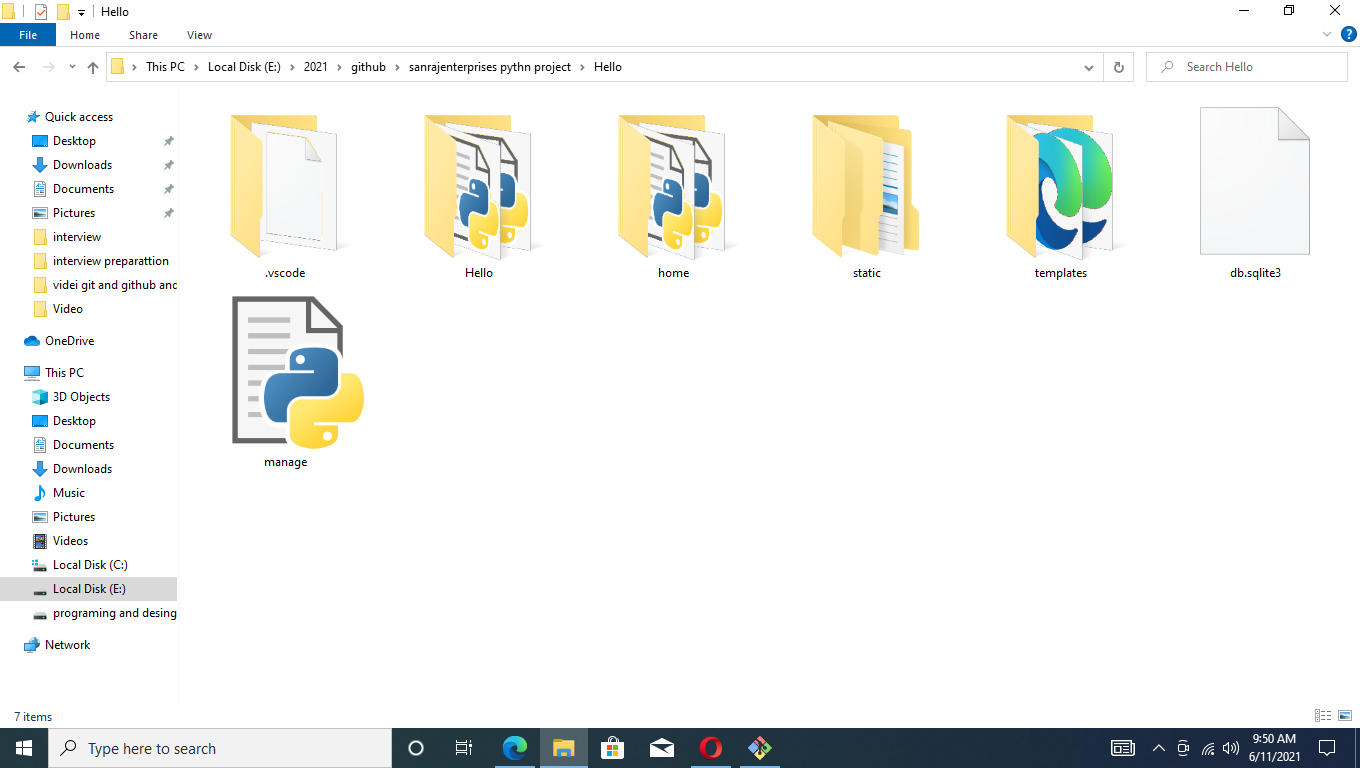 Hello
File Home Share View
This PC Local Disk (E:) 2021 github sanrajenterprises pythn project Hello
Search Hello
Quick access
Desktop
Downloads
Documents
Pictures
interview
interview preparattion
videi git and github and
Video
OneDrive
This PC
3D Objects
Desktop
Documents
Downloads
Music
Pictures
Videos
Local Disk (C:)
Local Disk (E:)
programing and desing
Network
.vscode Hello home static templates db.sqlite3
manage
7 items
Type here to search
9:50 AM
6/11/2021